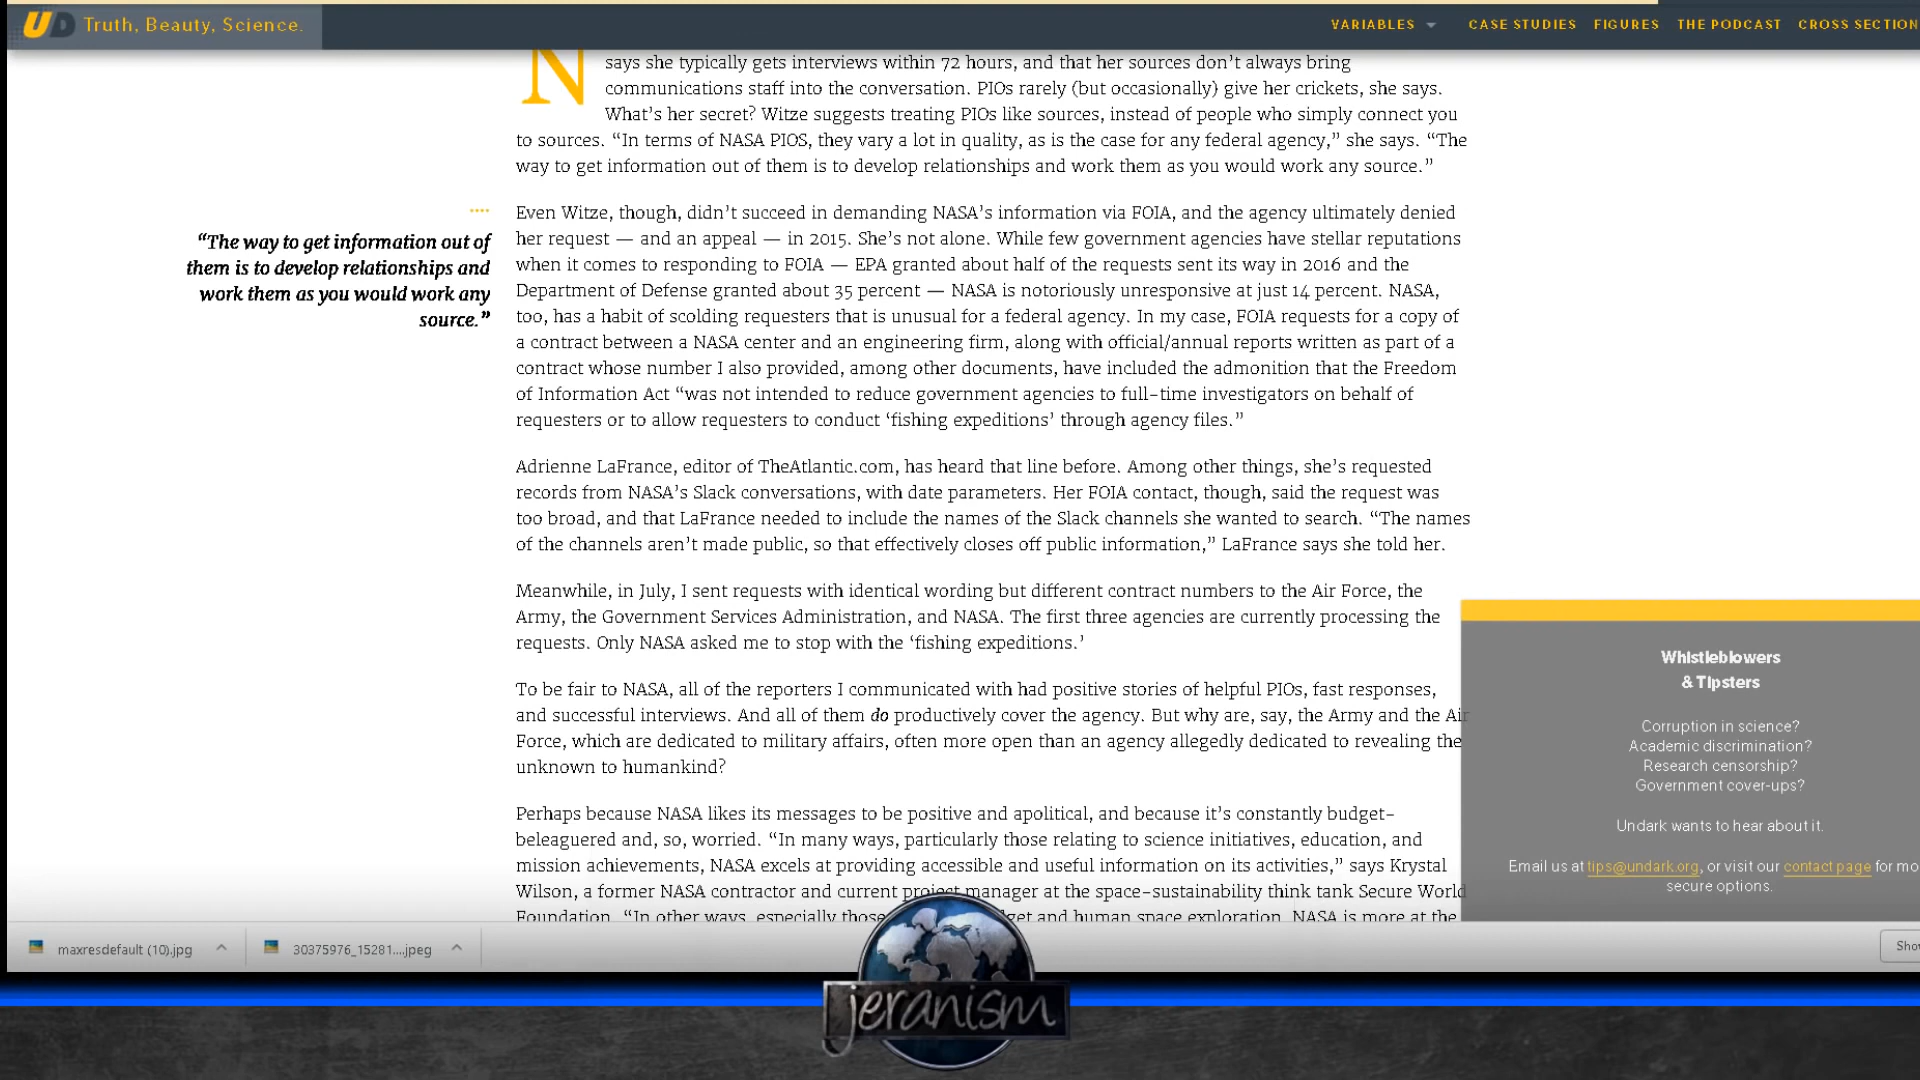 UD Truth, Beauty, Science.
VARIABLES CASE STUDIES FIGURES THE PODCAST CROSS SECTION
N says she typically gets interviews within 72 hours, and that her sources don’t always bring
communications staff into the conversation. PIOs rarely (but occasionally) give her crickets, she says.
What’s her secret? Witze suggests treating PIOs like sources, instead of people who simply connect you
to sources. “In terms of NASA PIOS, they vary a lot in quality, as is the case for any federal agency,” she says. “The
way to get information out of them is to develop relationships and work them as you would work any source.”
“The way to get information out of
them is to develop relationships and
work them as you would work any
source.”
Even Witze, though, didn’t succeed in demanding NASA’s information via FOIA, and the agency ultimately denied
her request — and an appeal — in 2015. She’s not alone. While few government agencies have stellar reputations
when it comes to responding to FOIA — EPA granted about half of the requests sent its way in 2016 and the
Department of Defense granted about 35 percent — NASA is notoriously unresponsive at just 14 percent. NASA,
too, has a habit of scolding requesters that is unusual for a federal agency. In my case, FOIA requests for a copy of
a contract between a NASA center and an engineering firm, along with official/annual reports written as part of a
contract whose number I also provided, among other documents, have included the admonition that the Freedom
of Information Act “was not intended to reduce government agencies to full-time investigators on behalf of
requesters or to allow requesters to conduct ‘fishing expeditions’ through agency files.”
Adrienne LaFrance, editor of TheAtlantic.com, has heard that line before. Among other things, she’s requested
records from NASA’s Slack conversations, with date parameters. Her FOIA contact, though, said the request was
too broad, and that LaFrance needed to include the names of the Slack channels she wanted to search. “The names
of the channels aren’t made public, so that effectively closes off public information,” LaFrance says she told her.
Meanwhile, in July, I sent requests with identical wording but different contract numbers to the Air Force, the
Army, the Government Services Administration, and NASA. The first three agencies are currently processing the
requests. Only NASA asked me to stop with the ‘fishing expeditions.’
To be fair to NASA, all of the reporters I communicated with had positive stories of helpful PIOs, fast responses,
and successful interviews. And all of them do productively cover the agency. But why are, say, the Army and the Air
Force, which are dedicated to military affairs, often more open than an agency allegedly dedicated to revealing the
unknown to humankind?
Perhaps because NASA likes its messages to be positive and apolitical, and because it’s constantly budget-
beleaguered and, so, worried. “In many ways, particularly those relating to science initiatives, education, and
mission achievements, NASA excels at providing accessible and useful information on its activities,” says Krystal
Wilson, a former NASA contractor and current project manager at the space-sustainability think tank Secure World
Foundation. “In other ways, especially those get and human space exploration, NASA is more at the
Whistleblowers
& Tipsters
Corruption in science?
Academic discrimination?
Research censorship?
Government cover-ups?
Undark wants to hear about it.
Email us at tips@undark.org, or visit our contact page for mo
secure options.
maxresdefault (10).jpg 30375976_15281....jpeg Sho
jeranism